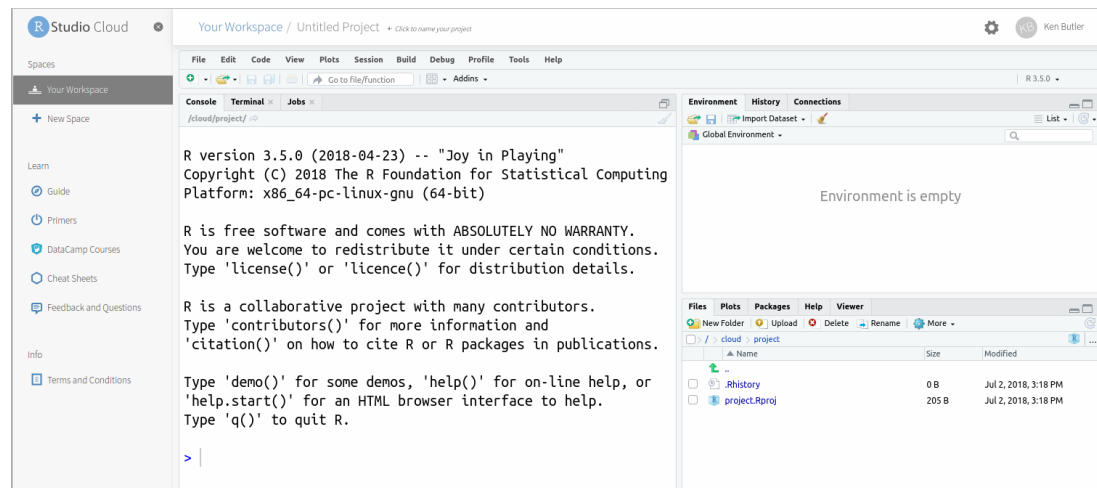 R Studio Cloud
Your Workspace / Untitled Project Click to name your project
KB Ken Butler
Spaces
Your Workspace
New Space
Learn
Guide
Primers
DataCamp Courses
Cheat Sheets
Feedback and Questions
Info
Terms and Conditions
File Edit Code View Plots Session Build Debug Profile Tools Help
Go to file/function Addins R 3.5.0
Console Terminal Jobs
/cloud/project/
R version 3.5.0 (2018-04-23) -- "Joy in Playing"
Copyright (C) 2018 The R Foundation for Statistical Computing
Platform: x86_64-pc-linux-gnu (64-bit)
R is free software and comes with ABSOLUTELY NO WARRANTY.
You are welcome to redistribute it under certain conditions.
Type 'license()' or 'licence()' for distribution details.
R is a collaborative project with many contributors.
Type 'contributors()' for more information and
'citation()' on how to cite R or R packages in publications.
Type 'demo()' for some demos, 'help()' for on-line help, or
'help.start()' for an HTML browser interface to help.
Type 'q()' to quit R.
>
Environment History Connections
Import Dataset List
Global Environment
Environment is empty
Files Plots Packages Help Viewer
New Folder Upload Delete Rename More
/ > cloud > project R ...
Name Size Modified
..
.Rhistory 0 B Jul 2, 2018, 3:18 PM
project.Rproj 205 B Jul 2, 2018, 3:18 PM